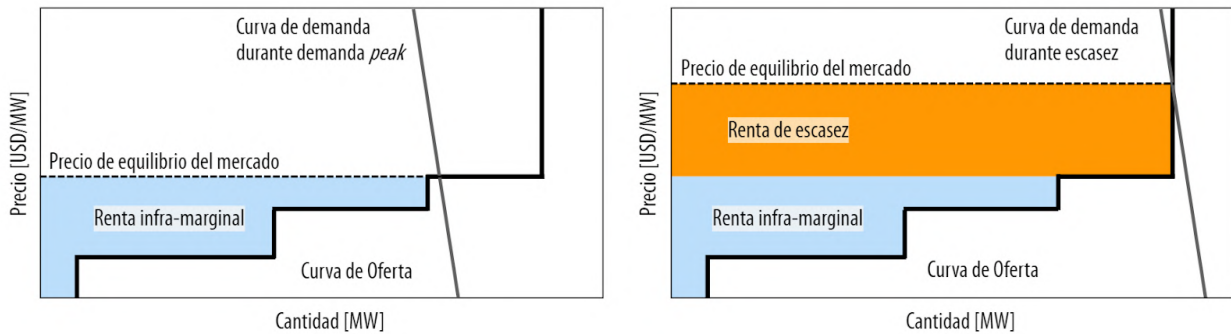 Curva de demanda
durante demanda peak
Precio de equilibrio del mercado
Renta infra-marginal
Curva de Oferta
Precio [USD/MW]
Cantidad [MW]
Curva de demanda
durante escasez
Precio de equilibrio del mercado
Renta de escasez
Renta infra-marginal
Curva de Oferta
Precio [USD/MW]
Cantidad [MW]